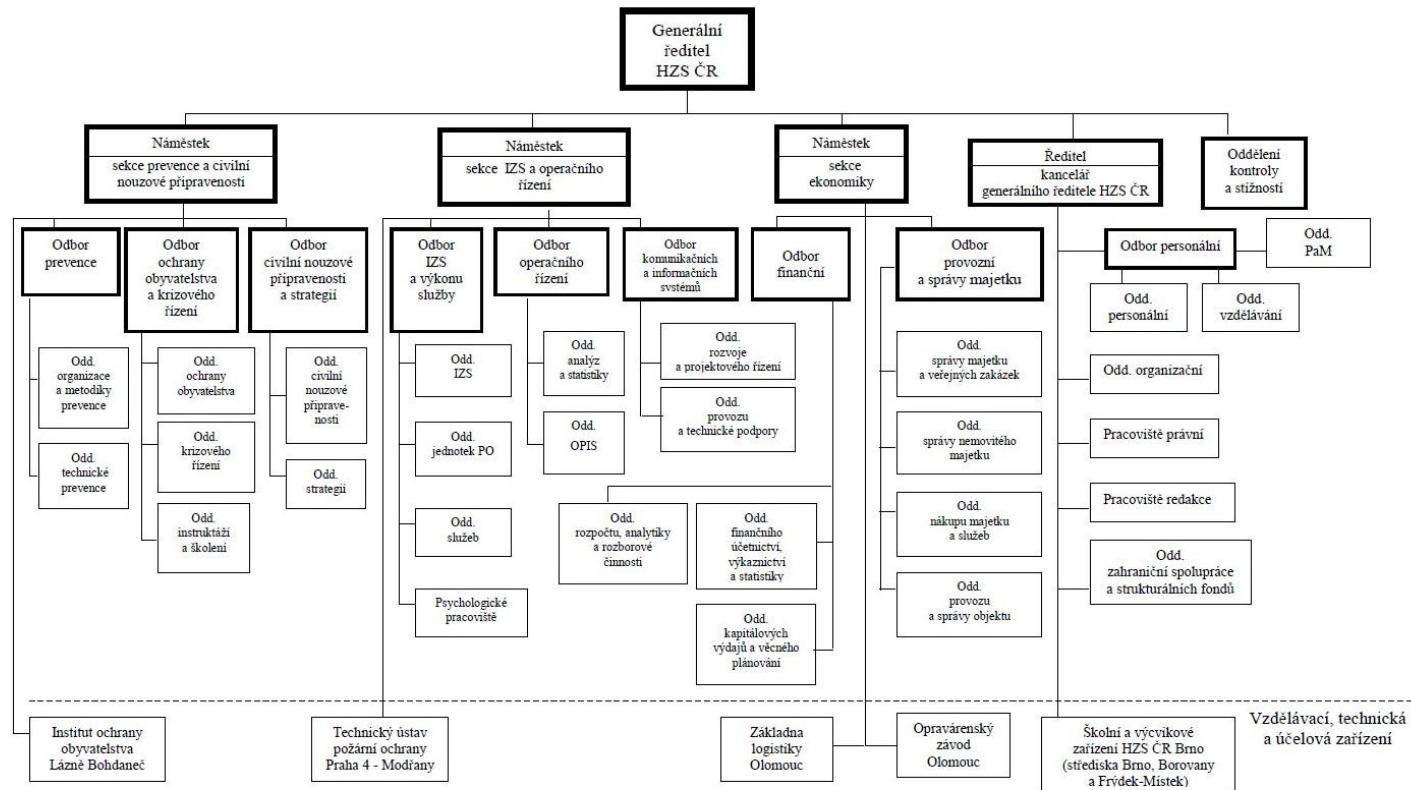 Generální
ředitel
HZS ČR
Náměstek
sekce prevence a civilní
nouzové připravenosti
Náměstek
sekce IZS a operačního
řízení
Náměstek
sekce
ekonomiky
Ředitel
kancelář
generálního ředitele HZS ČR
Oddělení
kontroly
a stížností
Odbor
prevence
Odbor
ochrany
obyvatelstva
a krizového
řízení
Odbor
civilní nouzové
připravenosti
a strategií
Odbor
IZS
a výkonu
služby
Odbor
operačního
řízení
Odbor
komunikačních
a informačních
systémů
Odbor
finanční
Odbor
provozní
a správy majetku
Odbor personální
Odd.
PaM
Odd.
personální
Odd.
vzdělávání
Odd.
organizace
a metodiky
prevence
Odd.
technické
prevence
Odd.
ochrany
obyvatelstva
Odd.
krizového
řízení
Odd.
instruktáží
a školení
Odd.
civilní
nouzové
připrave-
nosti
Odd.
strategií
Odd.
IZS
Odd.
jednotek PO
Odd.
služeb
Psychologické
pracoviště
Odd.
analýz
a statistiky
Odd.
OPIS
Odd.
rozvoje
a projektového řízení
Odd.
provozu
a technické podpory
Odd.
rozpočtu, analytiky
a rozborové
činnosti
Odd.
finančního
účetnictví,
výkaznictví
a statistiky
Odd.
kapitálových
výdajů a věcného
plánování
Odd.
správy majetku
a veřejných zakázek
Odd.
správy nemovitého
majetku
Odd.
nákupu majetku
a služeb
Odd.
provozu
a správy objektu
Odd. organizační
Pracoviště právní
Pracoviště redakce
Odd.
zahraniční spolupráce
a strukturálních fondů
Institut ochrany
obyvatelstva
Lázně Bohdaneč
Technický ústav
požární ochrany
Praha 4 - Modřany
Základna
logistiky
Olomouc
Opravárenský
závod
Olomouc
Školní a výcvikové
zařízení HZS ČR Brno
(střediska Brno, Borovany
a Frýdek-Místek)
Vzdělávací, technická
a účelová zařízení